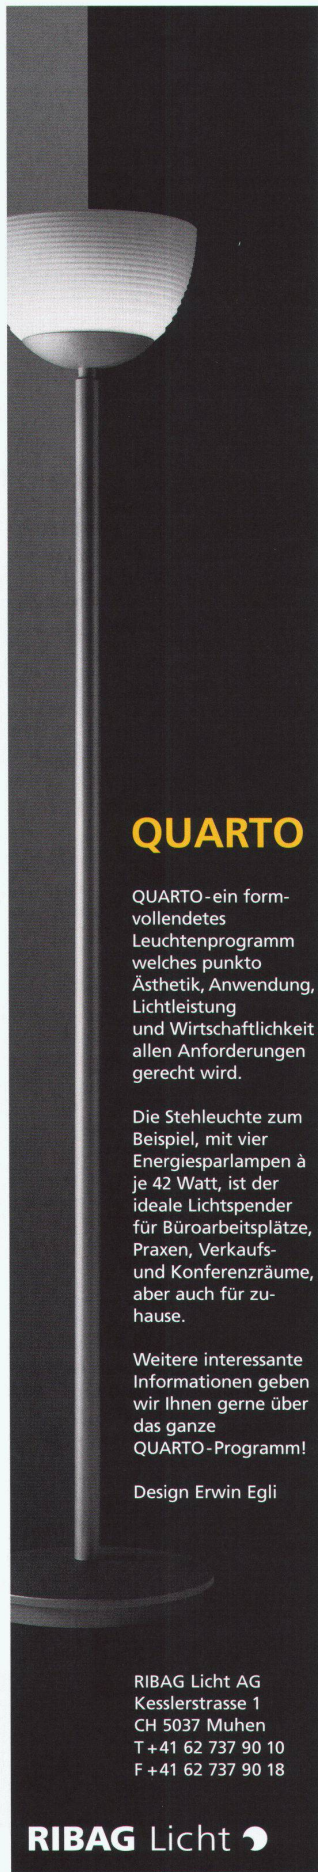 QUARTO
QUARTO-ein form-
vollendetes
Leuchtenprogramm
welches punkto
Ästhetik, Anwendung,
Lichtleistung
und Wirtschaftlichkeit
allen Anforderungen
gerecht wird.
Die Stehleuchte zum
Beispiel, mit vier
Energiesparlampen à
je 42 Watt, ist der
ideale Lichtspender
für Büroarbeitsplätze,
Praxen, Verkaufs-
und Konferenzräume,
aber auch für zu-
hause.
Weitere interessante
Informationen geben
wir Ihnen gerne über
das ganze
QUARTO-Programm!
Design Erwin Egli
RIBAG Licht AG
Kesslerstrasse 1
CH 5037 Muhen
T +41 62 737 90 10
F +41 62 737 90 18
RIBAG Licht